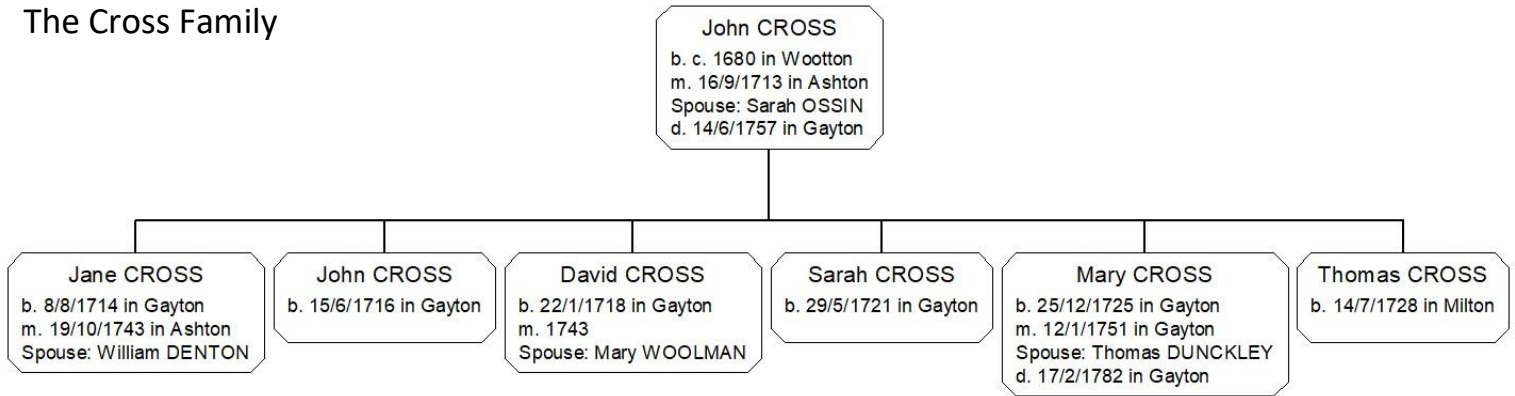 The Cross Family
John CROSS
b. c. 1680 in Wootton
m. 16/9/1713 in Ashton
Spouse: Sarah OSSIN
d. 14/6/1757 in Gayton
Jane CROSS
b. 8/8/1714 in Gayton
m. 19/10/1743 in Ashton
Spouse: William DENTON
John CROSS
b. 15/6/1716 in Gayton
David CROSS
b. 22/1/1718 in Gayton
m. 1743
Spouse: Mary WOOLMAN
Sarah CROSS
b. 29/5/1721 in Gayton
Mary CROSS
b. 25/12/1725 in Gayton
m. 12/1/1751 in Gayton
Spouse: Thomas DUNCKLEY
d. 17/2/1782 in Gayton
Thomas CROSS
b. 14/7/1728 in Milton